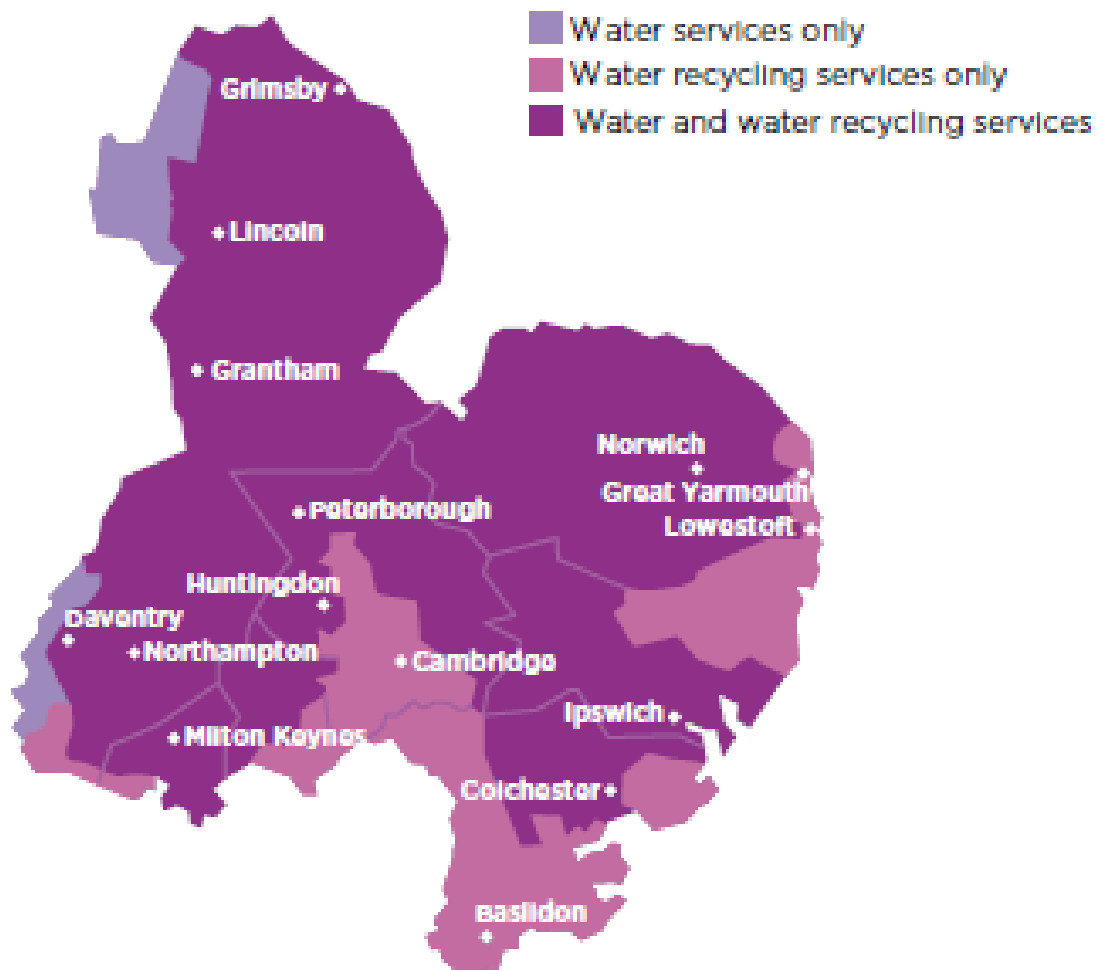 Water services only
Water recycling services only
Water and water recycling services
Grimsby
Lincoln
Grantham
Norwich
Great Yarmouth
Lowestoft
Peterborough
Huntingdon
Daventry
Northampton
Cambridge
Ipswich
Milton Keynes
Colchester
Basildon